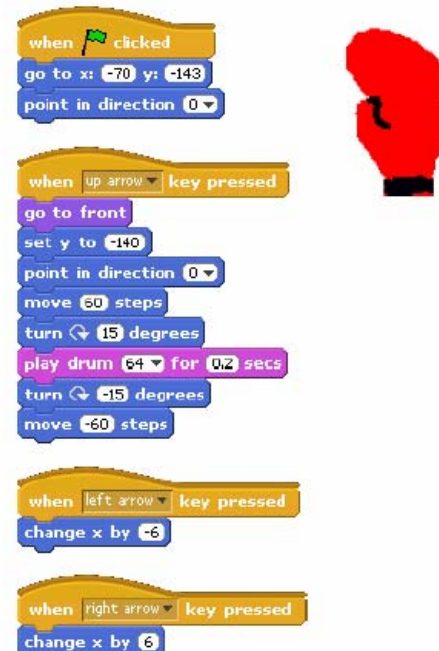 when clicked
go to x: -70 y: -143
point in direction 0
when up arrow key pressed
go to front
set y to -140
point in direction 0
move 60 steps
turn 15 degrees
play drum 64 for 0.2 secs
turn -15 degrees
move -60 steps
when left arrow key pressed
change x by -6
when right arrow key pressed
change x by 6